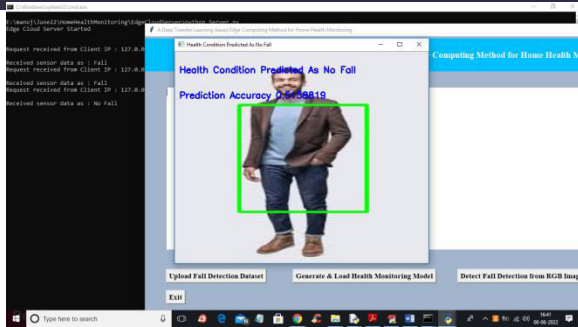 C:\Windows\system32\cmd.exe
E:\manoj\June22\HomeHealthMonitoring\EdgeCloudServer>python Server.py
Edge Cloud Server Started
Request received from Client IP : 127.0.0
Received sensor data as : Fall
Request received from Client IP : 127.0.0
Received sensor data as : Fall
Request received from Client IP : 127.0.0
Received sensor data as : No Fall
A Deep Transfer Learning based Edge Computing Method for Home Health Monitoring
Computing Method for Home Health M
Health Condition Predicted As No Fall
Health Condition Predicted As No Fall
Prediction Accuracy
Upload Fall Detection Dataset
Generate & Load Health Monitoring Model
Detect Fall Detection from RGB Imag
Exit
Type here to search
16:41
08-06-2022